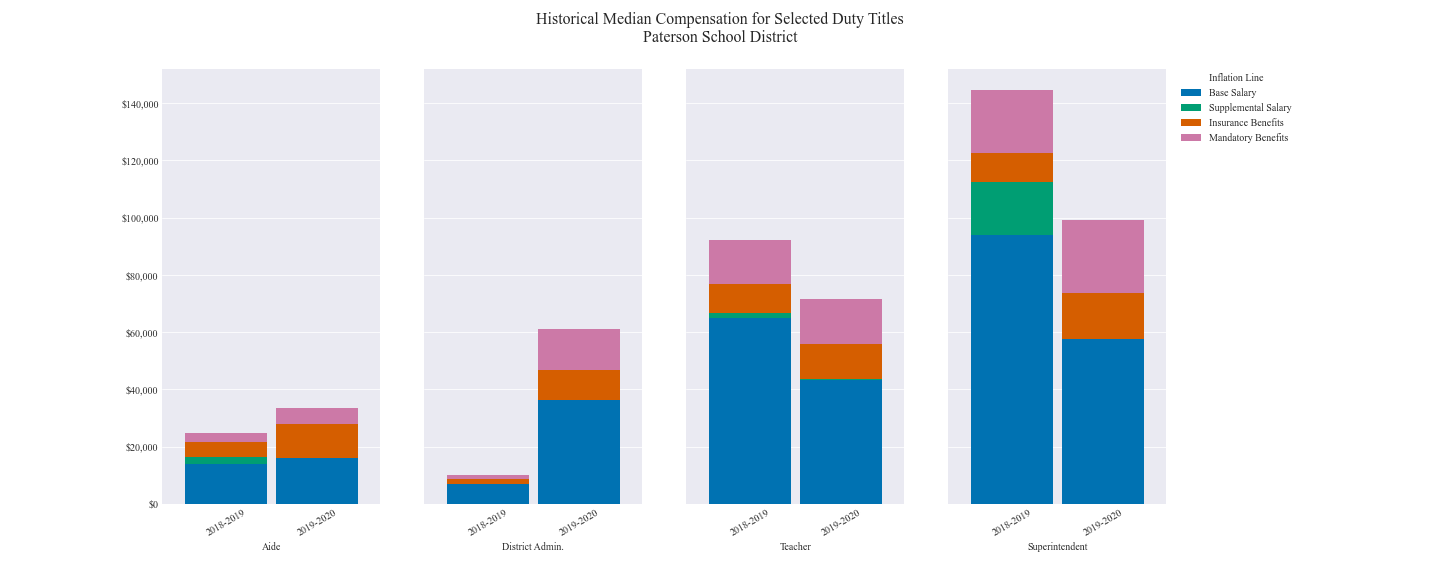 Historical Median Compensation for Selected Duty Titles
Paterson School District
$140,000
$120,000
$100,000
$80,000
$60,000
$40,000
$20,000
$0
2018-2019
2019-2020
Aide
2018-2019
2019-2020
District Admin.
2018-2019
2019-2020
Teacher
2018-2019
2019-2020
Superintendent
Inflation Line
Base Salary
Supplemental Salary
Insurance Benefits
Mandatory Benefits